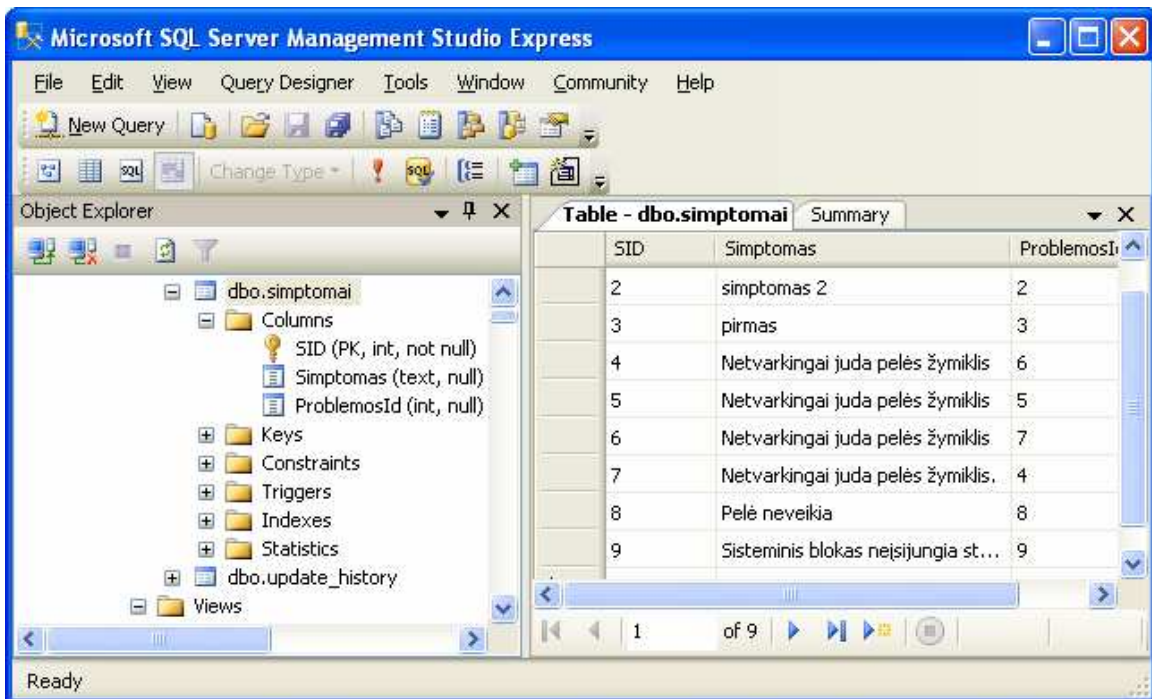 Microsoft SQL Server Management Studio Express
File Edit View Query Designer Tools Window Community Help
New Query
SQL Change Type SQL
Object Explorer
Table - dbo.simptomai Summary
SID Simptomas ProblemosI
dbo.simptomai
Columns
SID (PK, int, not null)
Simptomas (text, null)
ProblemosId (int, null)
Keys
Constraints
Triggers
Indexes
Statistics
dbo.update_history
Views
2 simptomas 2 2
3 pirmas 3
4 Netvarkingai juda pelės žymiklis 6
5 Netvarkingai juda pelės žymiklis 5
6 Netvarkingai juda pelės žymiklis 7
7 Netvarkingai juda pelės žymiklis. 4
8 Pelė neveikia 8
9 Sisteminis blokas neįsijungia st... 9
1 of 9
Ready